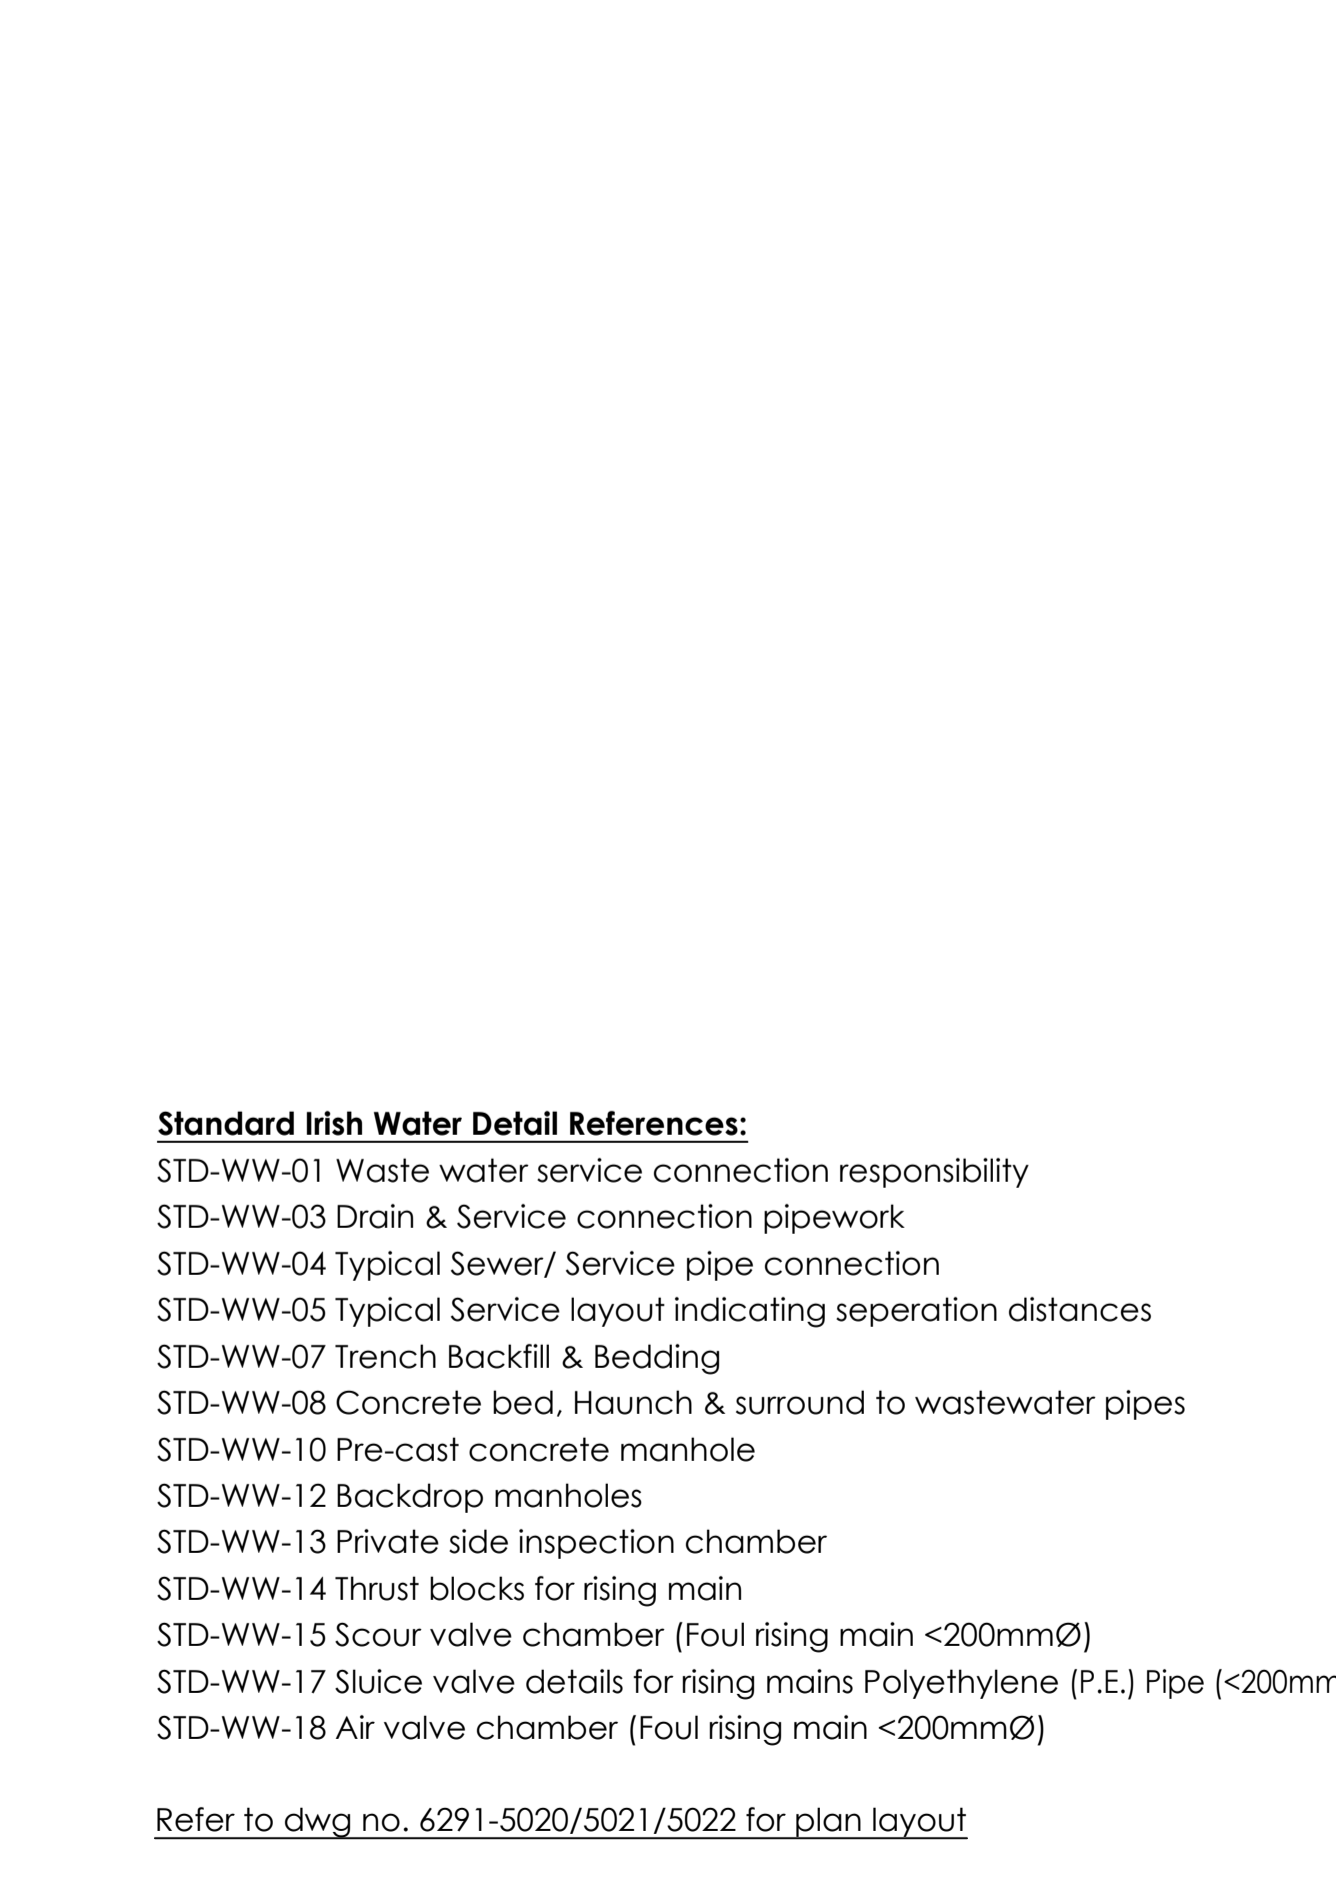 Standard Irish Water Detail References:
STD-WW-01 Waste water service connection responsibility
STD-WW-03 Drain & Service connection pipework
STD-WW-04 Typical Sewer/ Service pipe connection
STD-WW-05 Typical Service layout indicating seperation distances
STD-WW-07 Trench Backfill & Bedding
STD-WW-08 Concrete bed, Haunch & surround to wastewater pipes
STD-WW-10 Pre-cast concrete manhole
STD-WW-12 Backdrop manholes
STD-WW-13 Private side inspection chamber
STD-WW-14 Thrust blocks for rising main
STD-WW-15 Scour valve chamber (Foul rising main <200mmØ)
STD-WW-17 Sluice valve details for rising mains Polyethylene (P.E.) Pipe (<200mm
STD-WW-18 Air valve chamber (Foul rising main <200mmØ)
Refer to dwg no. 6291-5020/5021/5022 for plan layout